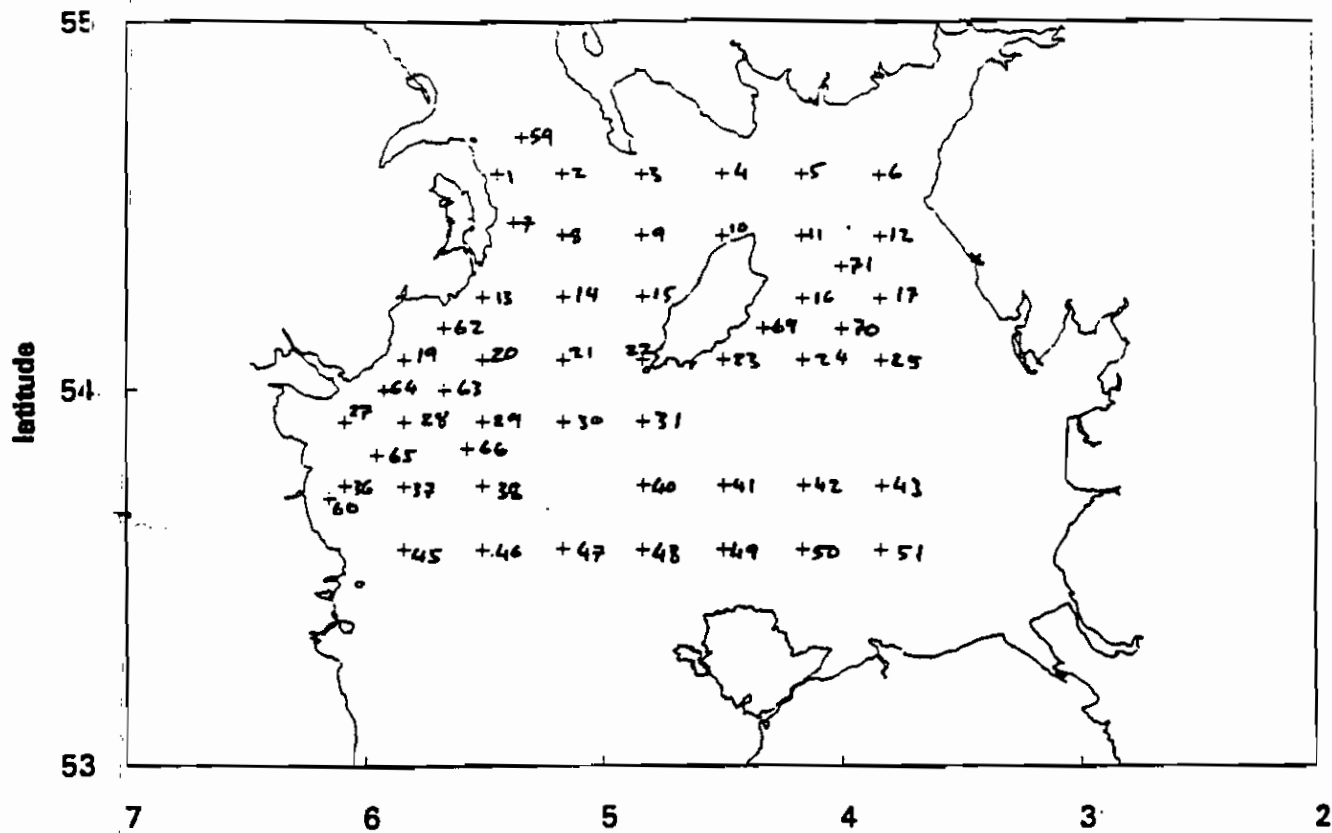 55
+59
+1 +2 +3 +4 +5 +6
+7
+8 +9 +10 +11 +12
+71
+13 +14 +15 +16 +17
+62 +69 +70
+19 +20 +21 27 +23 +24 +25
latitude
54
+64 +63
+27 +28 +29 +30 +31
+65 +66
+36 +37 +38 +40 +41 +42 +43
+60
+45 +46 +47 +48 +49 +50 +51
53
7 6 5 4 3 2